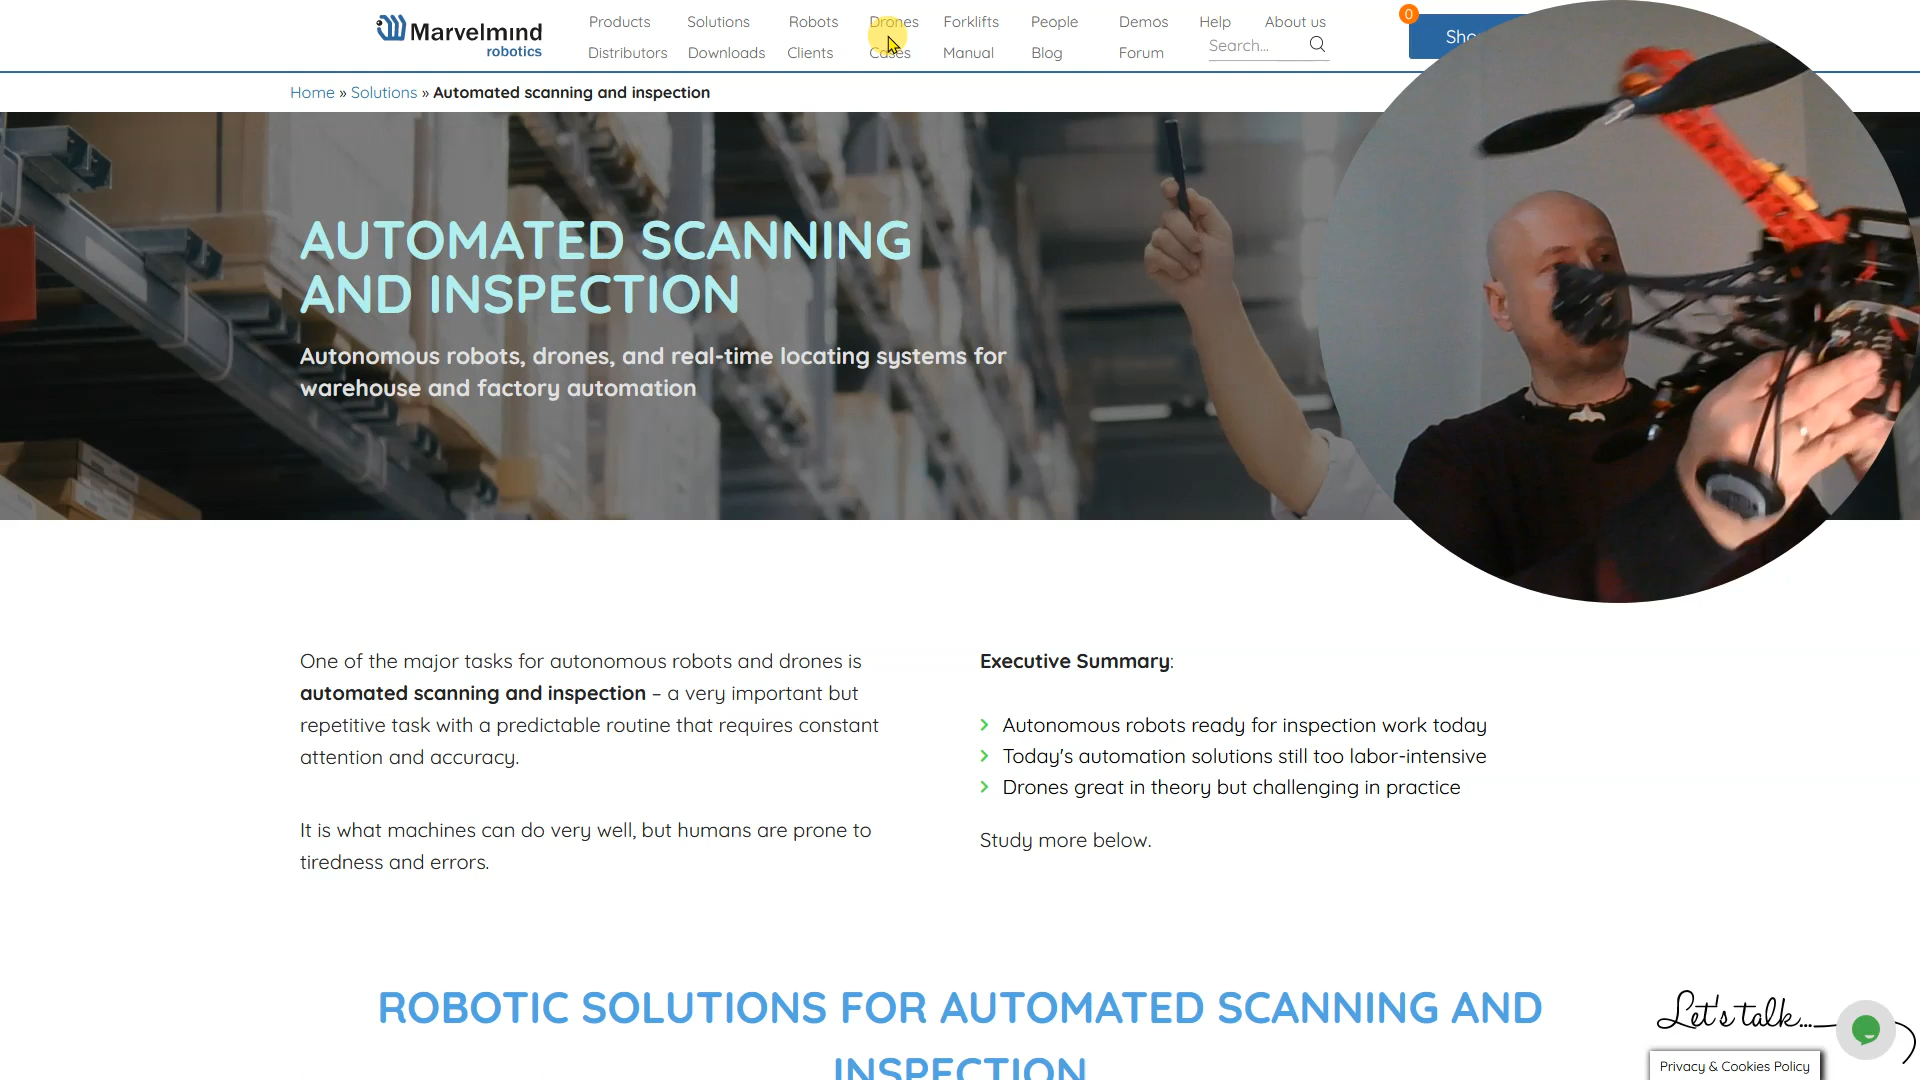 Marvelmind
robotics
Products Solutions Robots Drones Forklifts People Demos Help About us
Distributors Downloads Clients Cases Manual Blog Forum
Search...
0
Home » Solutions » Automated scanning and inspection
AUTOMATED SCANNING
AND INSPECTION
Autonomous robots, drones, and real-time locating systems for
warehouse and factory automation
One of the major tasks for autonomous robots and drones is
automated scanning and inspection – a very important but
repetitive task with a predictable routine that requires constant
attention and accuracy.
It is what machines can do very well, but humans are prone to
tiredness and errors.
Executive Summary:
Autonomous robots ready for inspection work today
Today's automation solutions still too labor-intensive
Drones great in theory but challenging in practice
Study more below.
ROBOTIC SOLUTIONS FOR AUTOMATED SCANNING AND
INSPECTION
Let's talk...
Privacy & Cookies Policy